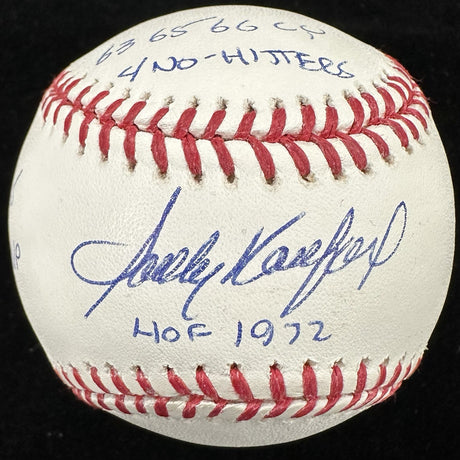 63 65 66 CY
4 NO-HITTERS
Sandy Koufax
HOF 1972